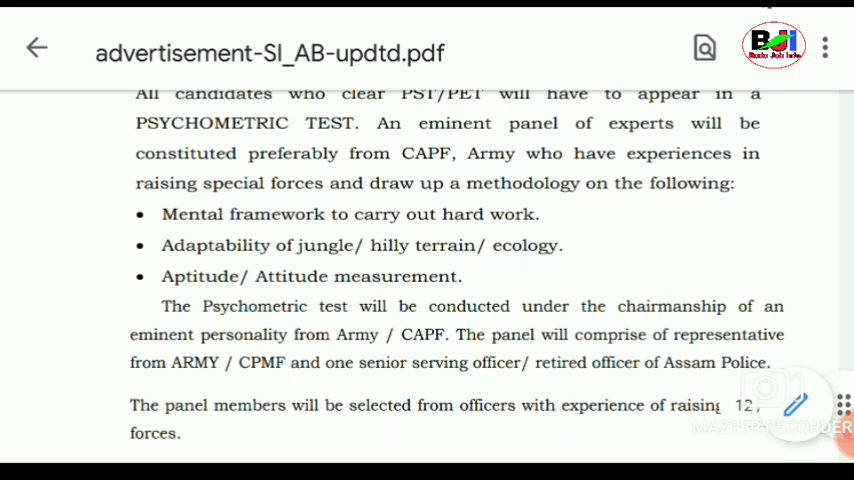 advertisement-SI_AB-updtd.pdf
BJI
All candidates who clear PST/PET will have to appear in a
PSYCHOMETRIC TEST. An eminent panel of experts will be
constituted preferably from CAPF, Army who have experiences in
raising special forces and draw up a methodology on the following:
• Mental framework to carry out hard work.
• Adaptability of jungle/ hilly terrain/ ecology.
• Aptitude/ Attitude measurement.
The Psychometric test will be conducted under the chairmanship of an
eminent personality from Army / CAPF. The panel will comprise of representative
from ARMY / CPMF and one senior serving officer/ retired officer of Assam Police.
The panel members will be selected from officers with experience of raising
forces.
MASTER RECORDER